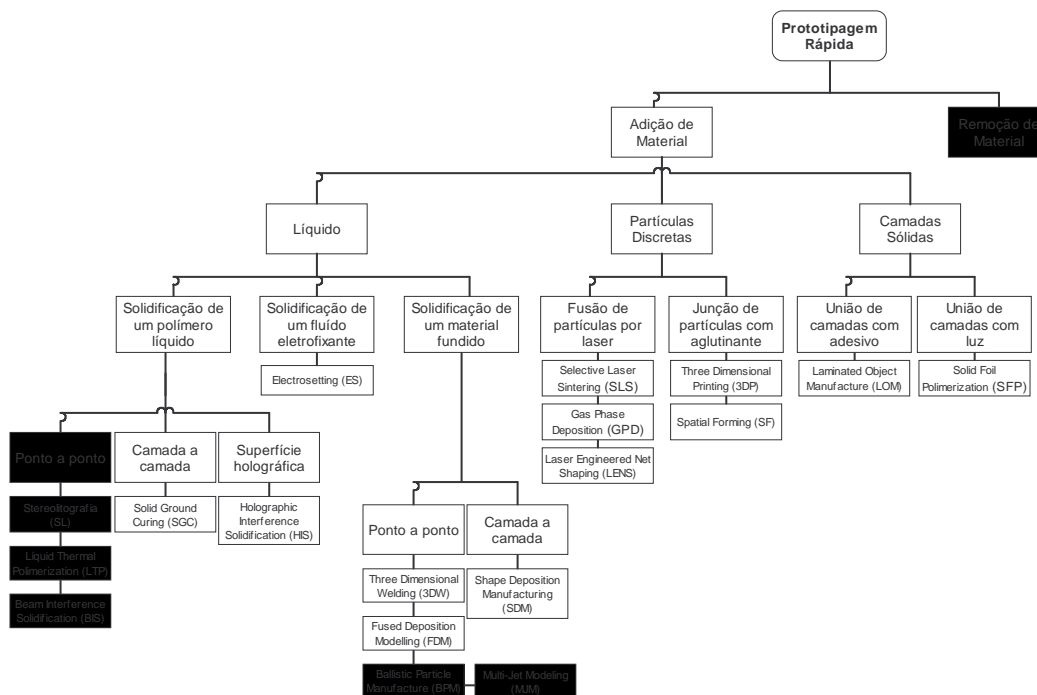 Prototipagem
Rápida
Adição de
Material
Remoção de
Material
Líquido
Partículas
Discretas
Camadas
Sólidas
Solidificação de
um polímero
líquido
Solidificação de
um fluído
eletrofixante
Solidificação de
um material
fundido
Fusão de
partículas por
laser
Junção de
partículas com
aglutinante
União de
camadas com
adesivo
União de
camadas com
luz
Electrosetting (ES)
Selective Laser
Sintering (SLS)
Three Dimensional
Printing (3DP)
Laminated Object
Manufacture (LOM)
Solid Foil
Polimerization (SFP)
Gas Phase
Deposition (GPD)
Spatial Forming (SF)
Laser Engineered Net
Shaping (LENS)
Ponto a ponto
Camada a
camada
Superfície
holográfica
Stereolitografia
(SL)
Solid Ground
Curing (SGC)
Holographic
Interference
Solidification (HIS)
Liquid Thermal
Polimerization (LTP)
Beam Interference
Solidification (BIS)
Ponto a ponto
Camada a
camada
Three Dimensional
Welding (3DW)
Shape Deposition
Manufacturing
(SDM)
Fused Deposition
Modelling (FDM)
Ballistic Particle
Manufacture (BPM)
Multi-Jet Modeling
(MJM)